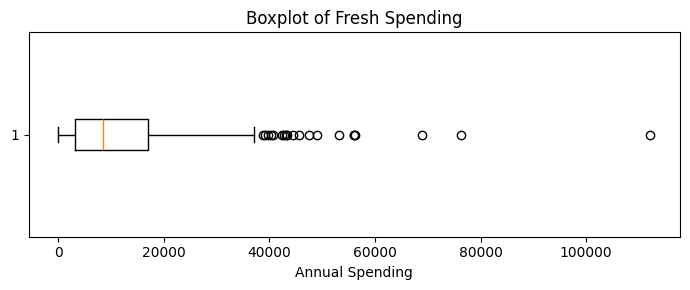 Boxplot of Fresh Spending
1
0 20000 40000 60000 80000 100000
Annual Spending